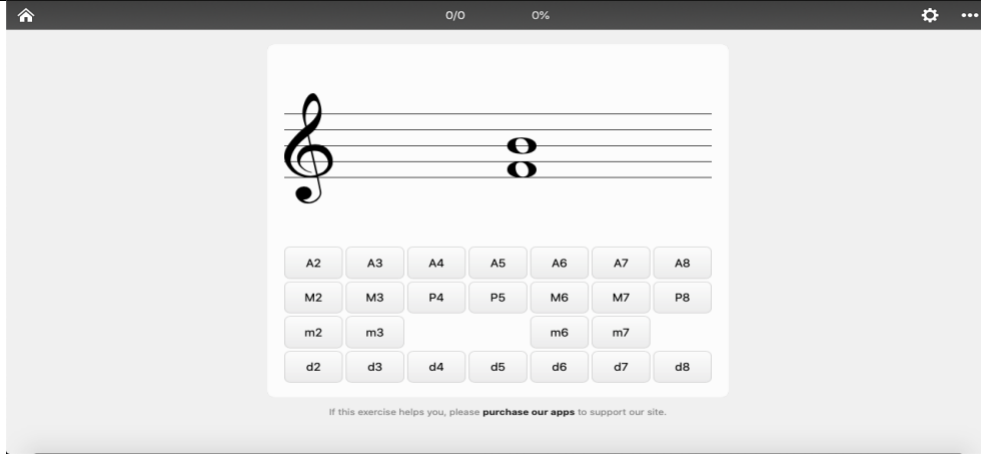 0/0 0%
A2 A3 A4 A5 A6 A7 A8
M2 M3 P4 P5 M6 M7 P8
m2 m3 m6 m7
d2 d3 d4 d5 d6 d7 d8
If this exercise helps you, please purchase our apps to support our site.